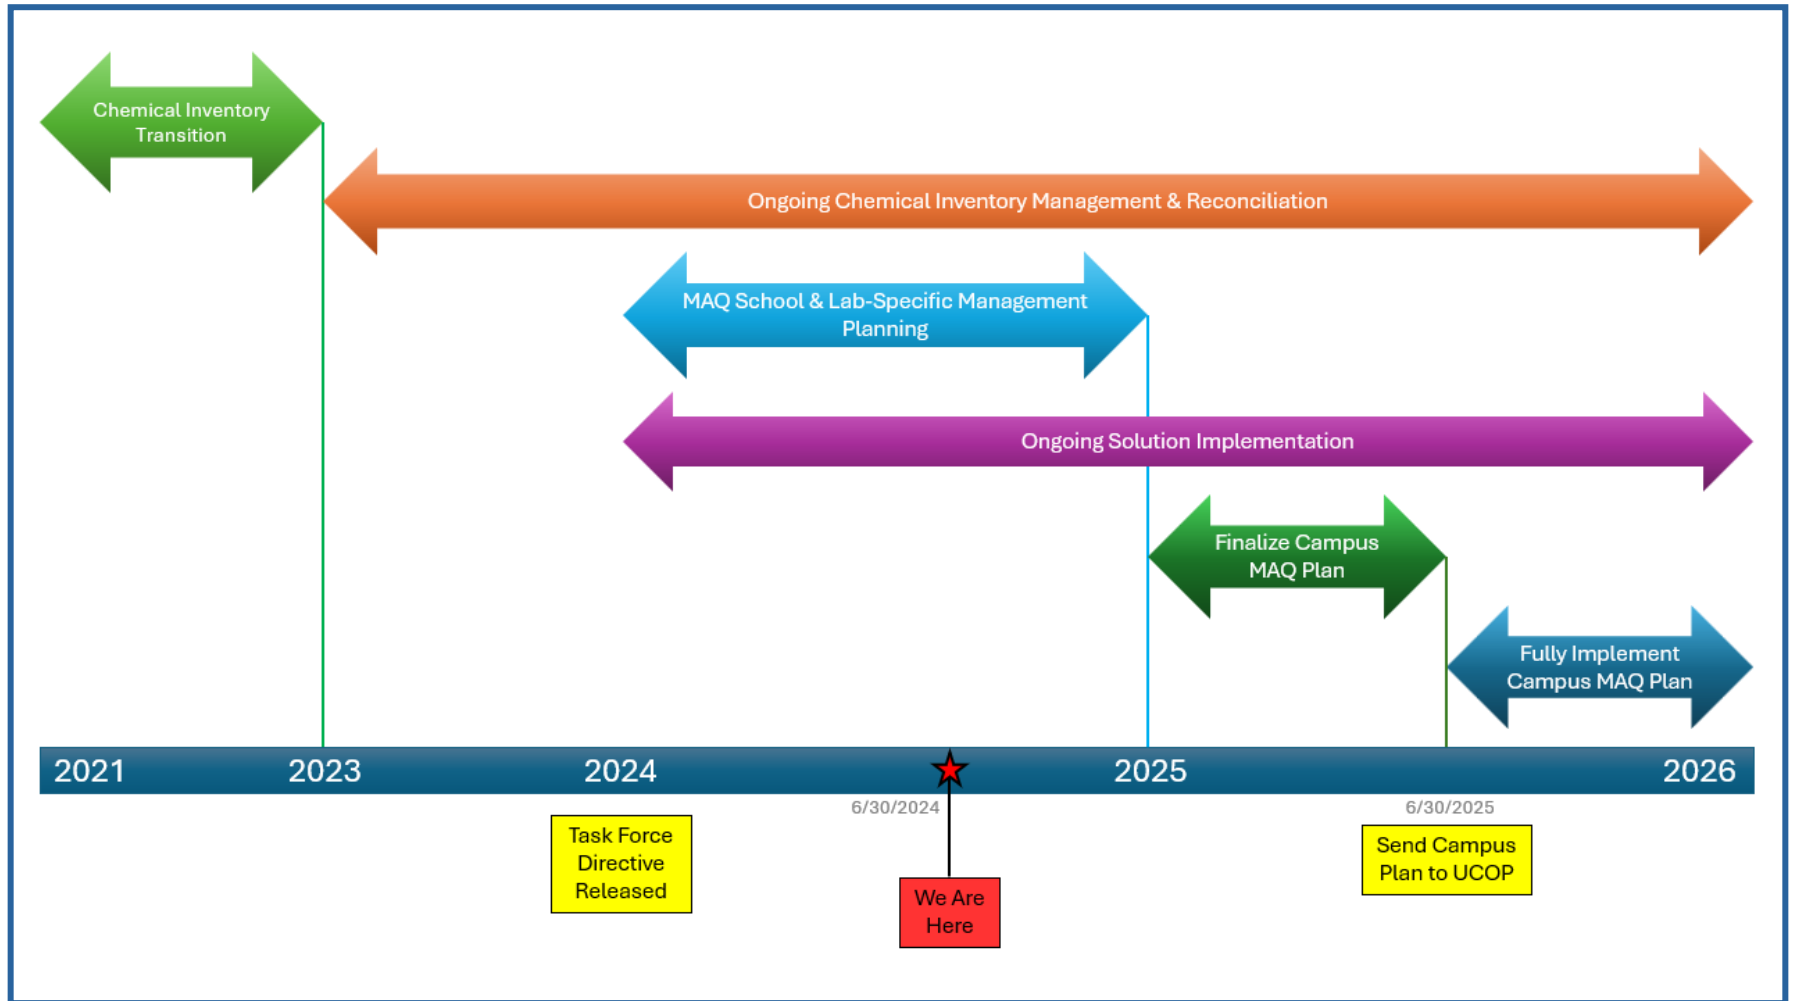 Chemical Inventory
Transition
Ongoing Chemical Inventory Management & Reconciliation
MAQ School & Lab-Specific Management
Planning
Ongoing Solution Implementation
Finalize Campus
MAQ Plan
Fully Implement
Campus MAQ Plan
2021 2023 2024 2025 2026
6/30/2024 6/30/2025
Task Force
Directive
Released
We Are
Here
Send Campus
Plan to UCOP